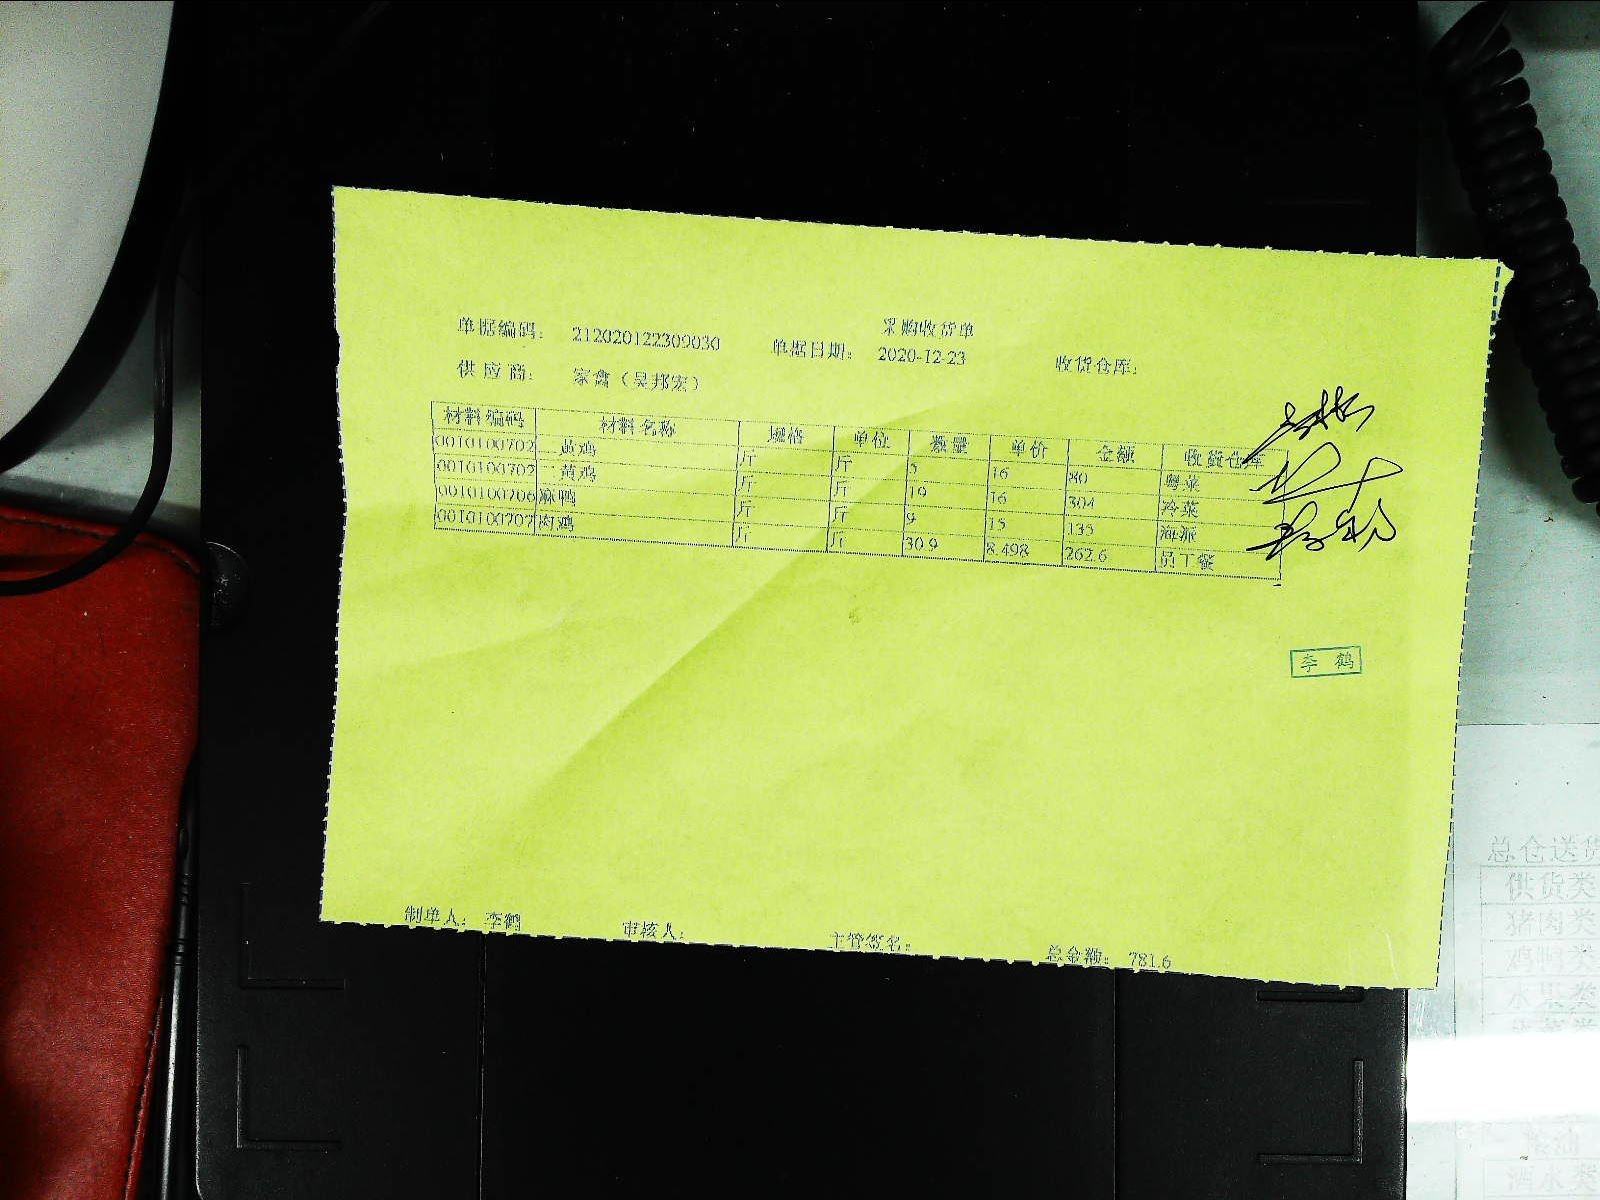 采购收货单
单据编码： 212020122309030 单据日期： 2020-12-23 收货仓库：
供应商： 家禽（吴邦宏）
材料编码 材料名称 规格 单位 数量 单价 金额 收货仓库
0010100702 黄鸡 斤 斤 5 16 80 粤菜
0010100702 黄鸡 斤 斤 19 16 304 冷菜
0010100706 麻鸭 斤 斤 9 15 135 海派
0010100707 肉鸡 斤 斤 30.9 8.498 262.6 员工餐
李鹤
制单人： 李鹤 审核人： 主管签名： 总金额： 781.6
总仓送货
供货类
猪肉类
鸡鸭类
水果类
酒水类